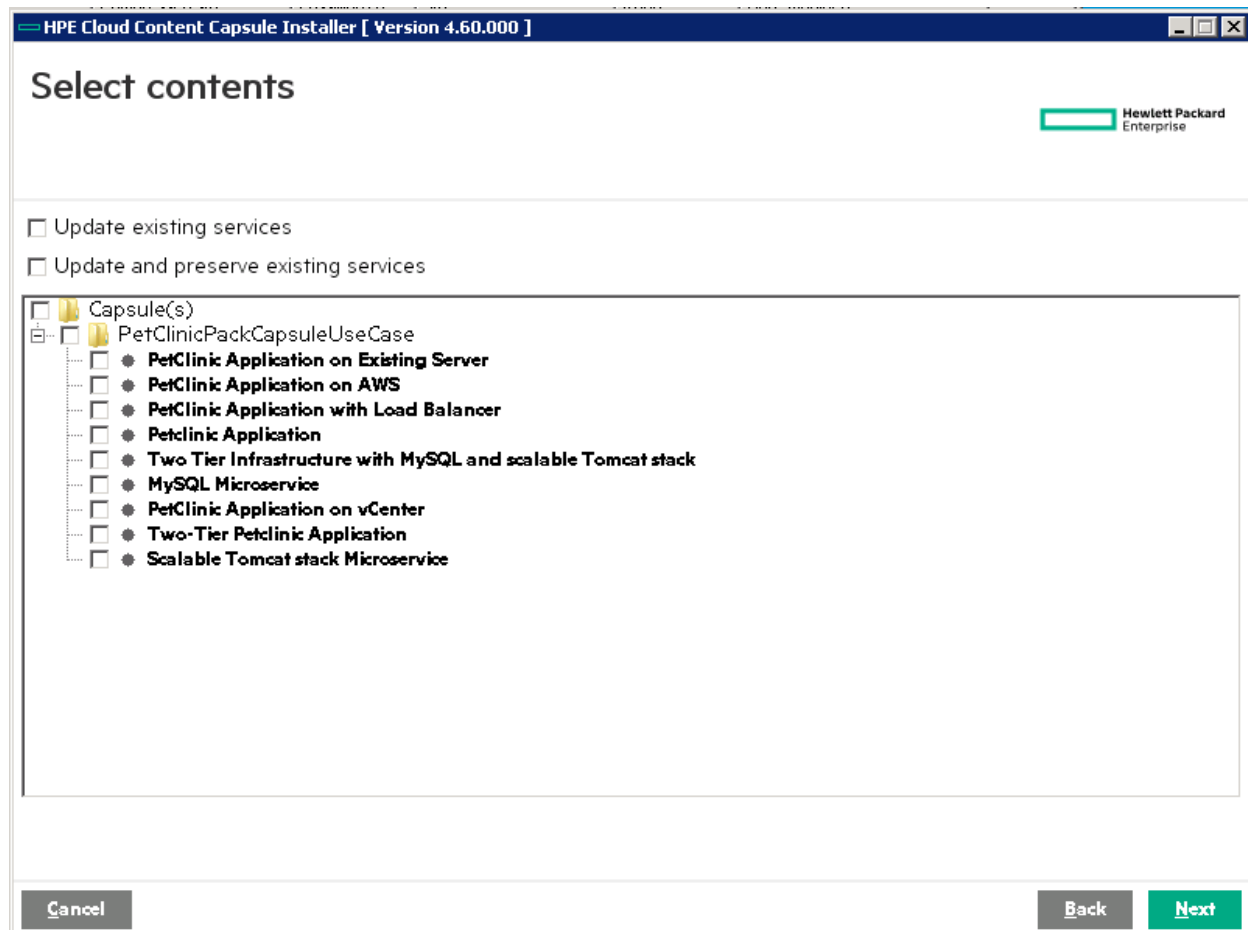 HPE Cloud Content Capsule Installer [ Version 4.60.000 ]
Select contents
Hewlett Packard
Enterprise
Update existing services
Update and preserve existing services
Capsule(s)
PetClinicPackCapsuleUseCase
PetClinic Application on Existing Server
PetClinic Application on AWS
PetClinic Application with Load Balancer
Petclinic Application
Two Tier Infrastructure with MySQL and scalable Tomcat stack
MySQL Microservice
PetClinic Application on vCenter
Two-Tier Petclinic Application
Scalable Tomcat stack Microservice
Cancel
Back
Next